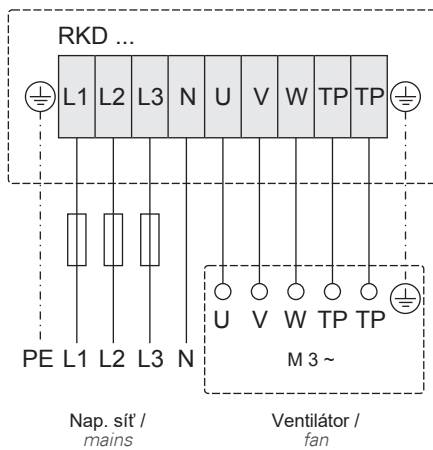 RKD ...
L1 L2 L3 N U V W TP TP
U V W TP TP
M 3 ~
PE L1 L2 L3 N
Nap. síť /
mains
Ventilátor /
fan